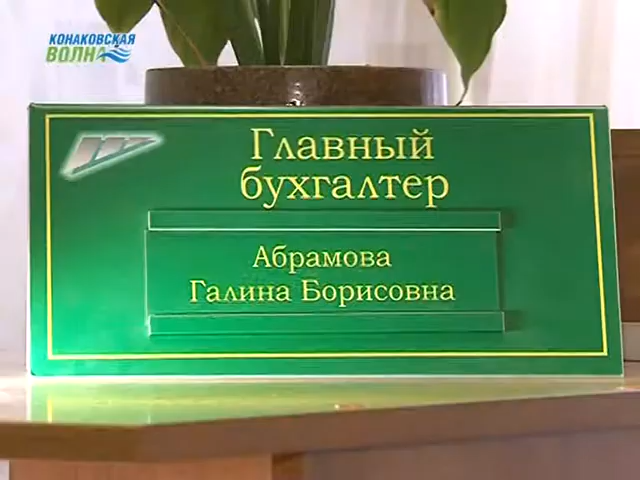 КОНАКОВСКАЯ
ВОЛНА
Главный
бухгалтер
Абрамова
Галина Борисовна